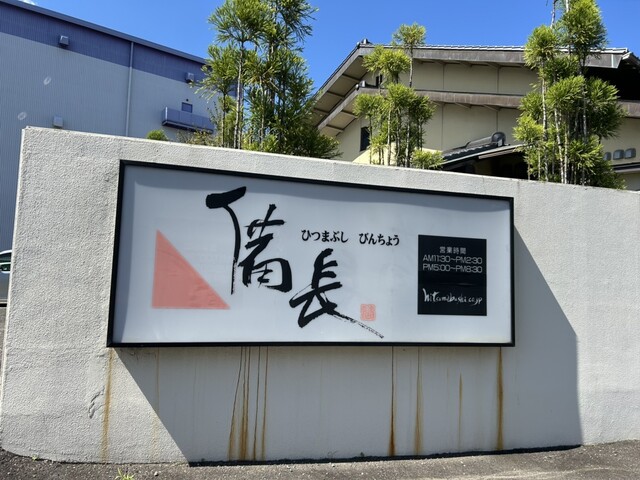 備長
ひつまぶし びんちょう
営業時間
AM11:30~PM2:30
PM5:00~PM8:30
hitsumabushi.co.jp